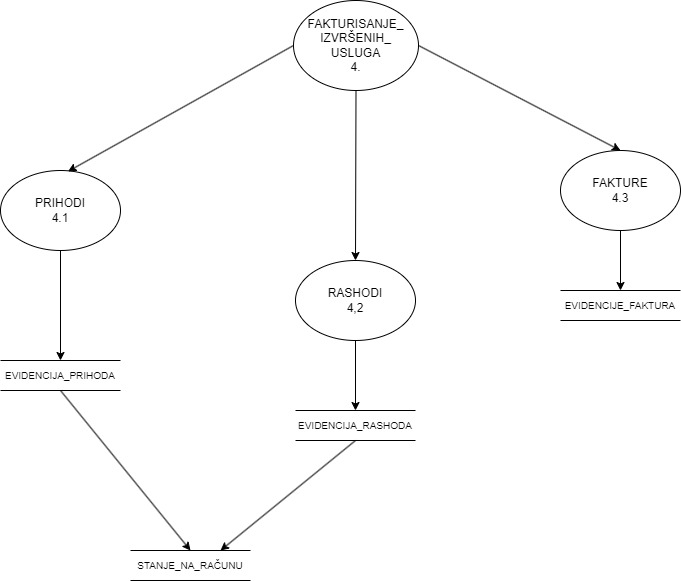 FAKTURISANJE_
IZVRŠENIH_
USLUGA
4.
PRIHODI
4.1
FAKTURE
4.3
RASHODI
4,2
EVIDENCIJE_FAKTURA
EVIDENCIJA_PRIHODA
EVIDENCIJA_RASHODA
STANJE_NA_RAČUNU